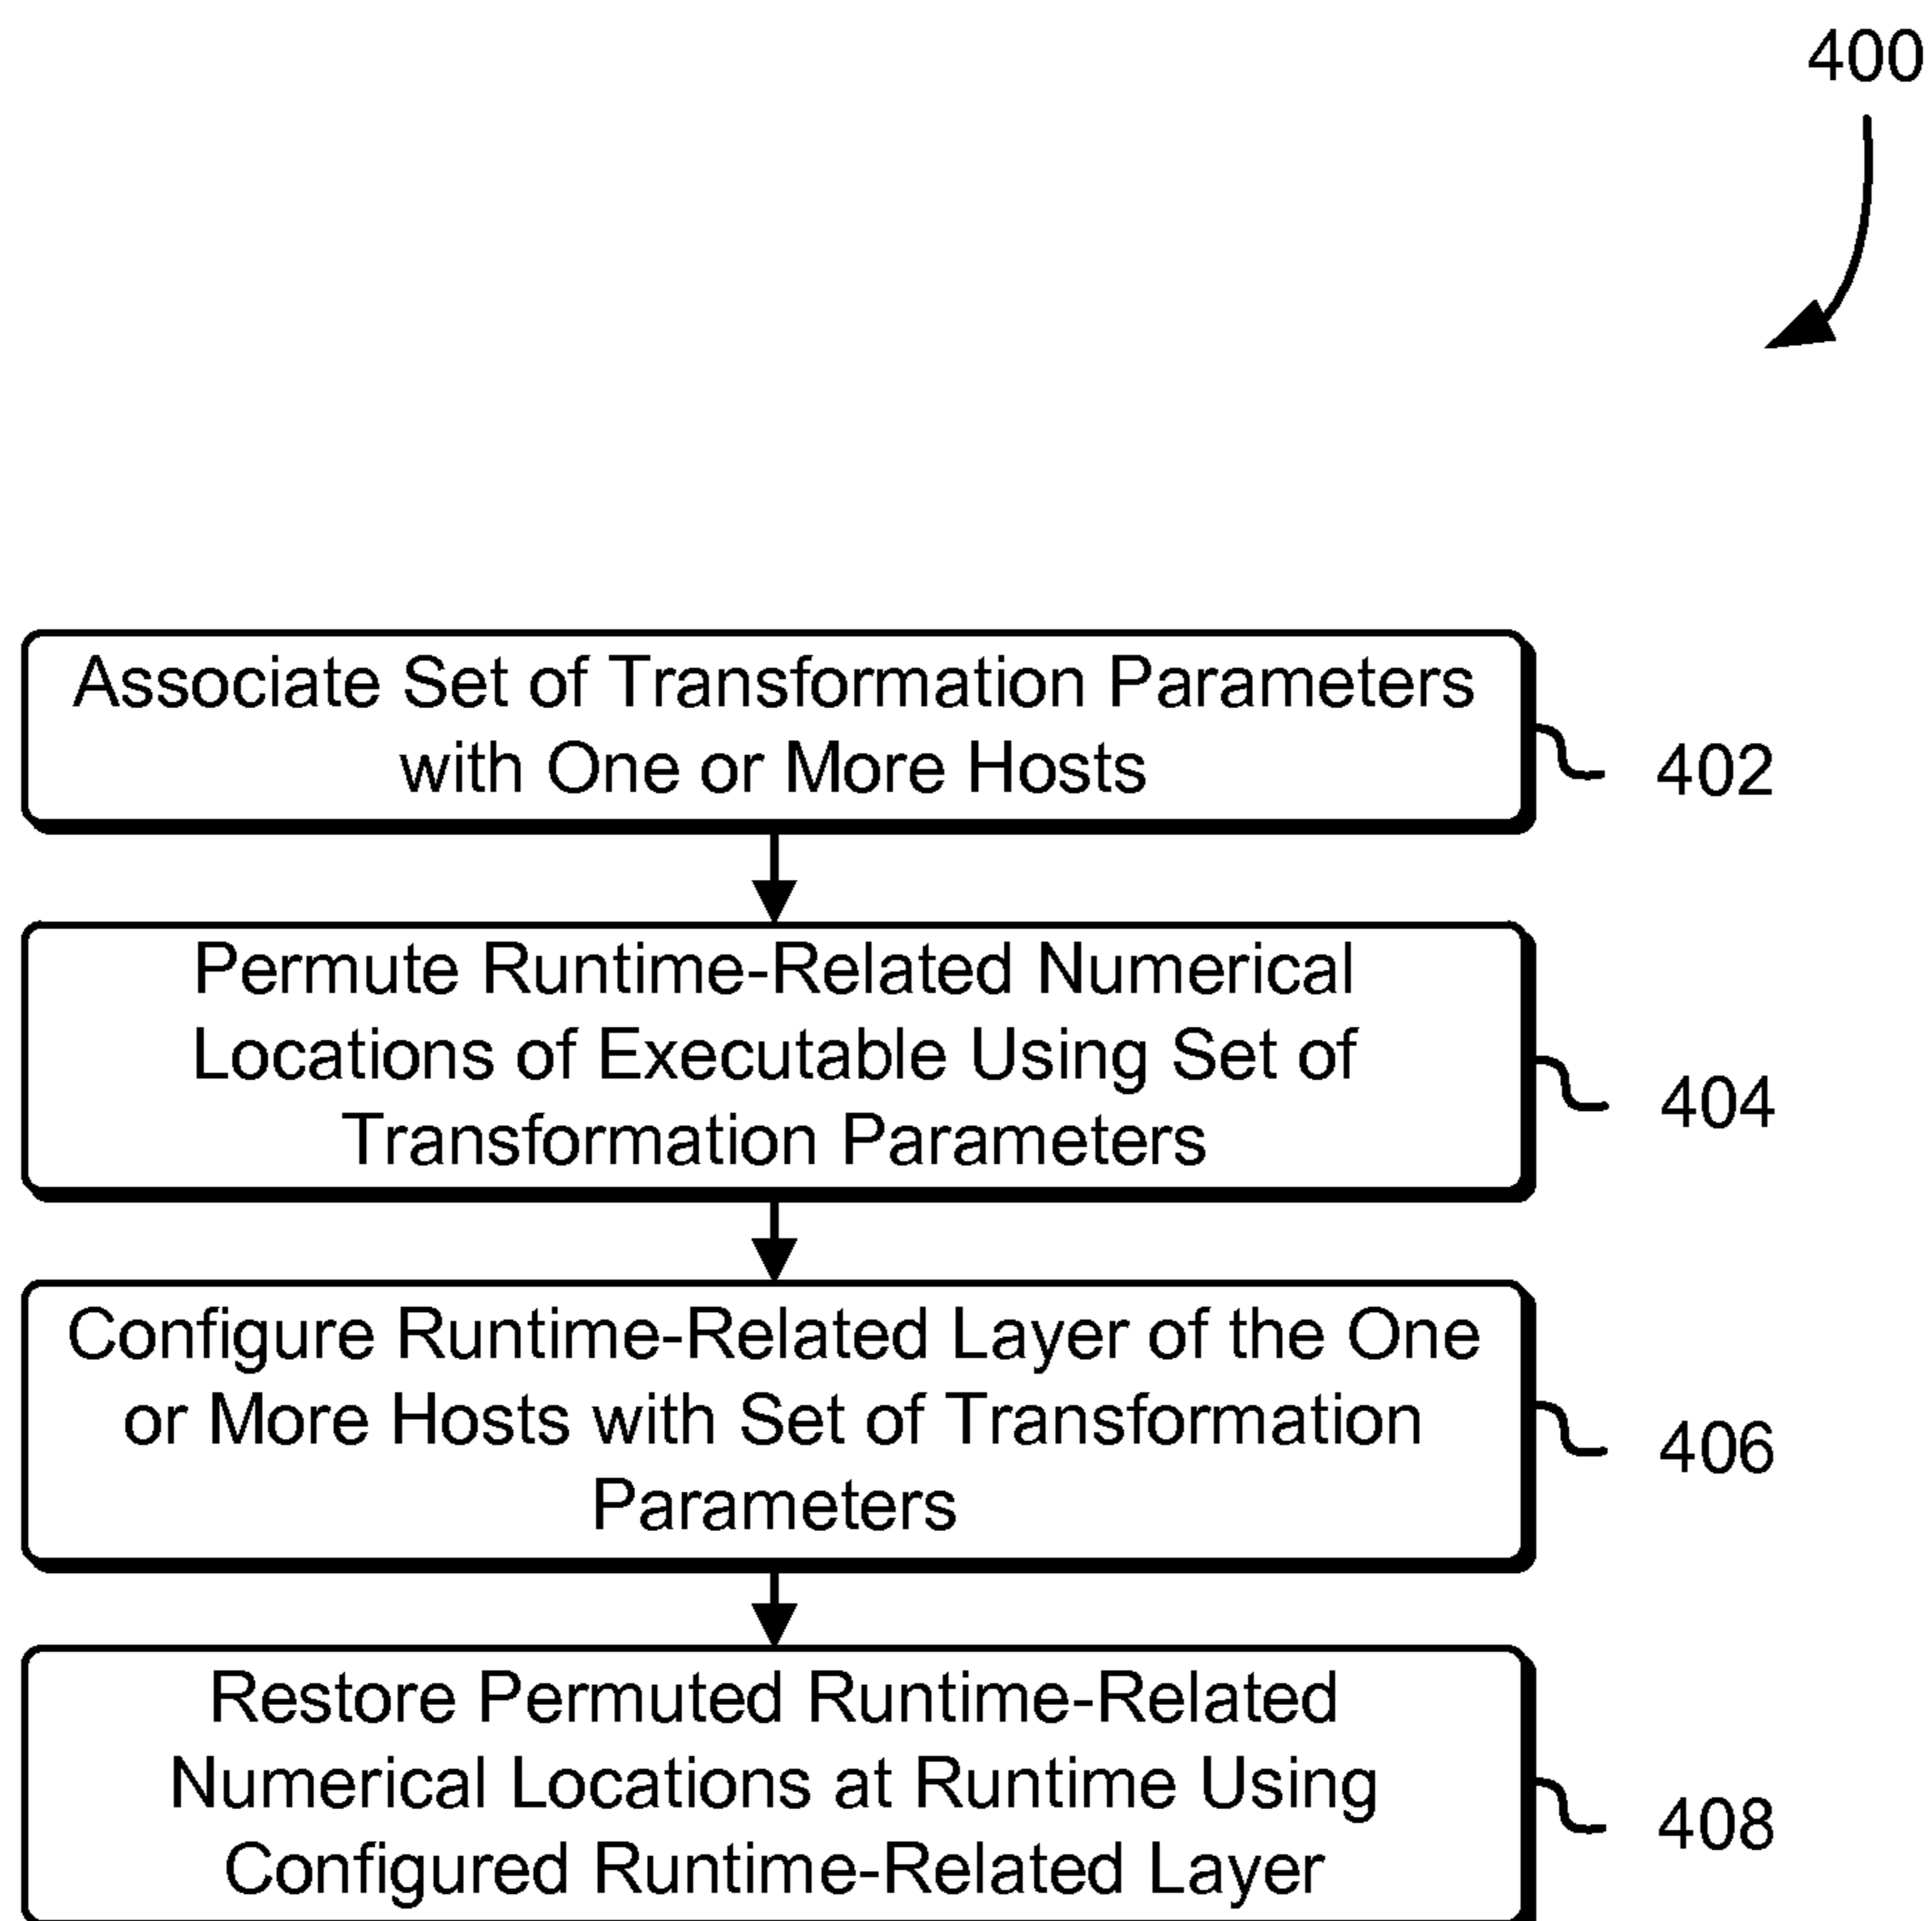 400
Associate Set of Transformation Parameters
with One or More Hosts
402
Permute Runtime-Related Numerical
Locations of Executable Using Set of
Transformation Parameters
404
Configure Runtime-Related Layer of the One
or More Hosts with Set of Transformation
Parameters
406
Restore Permuted Runtime-Related
Numerical Locations at Runtime Using
Configured Runtime-Related Layer
408